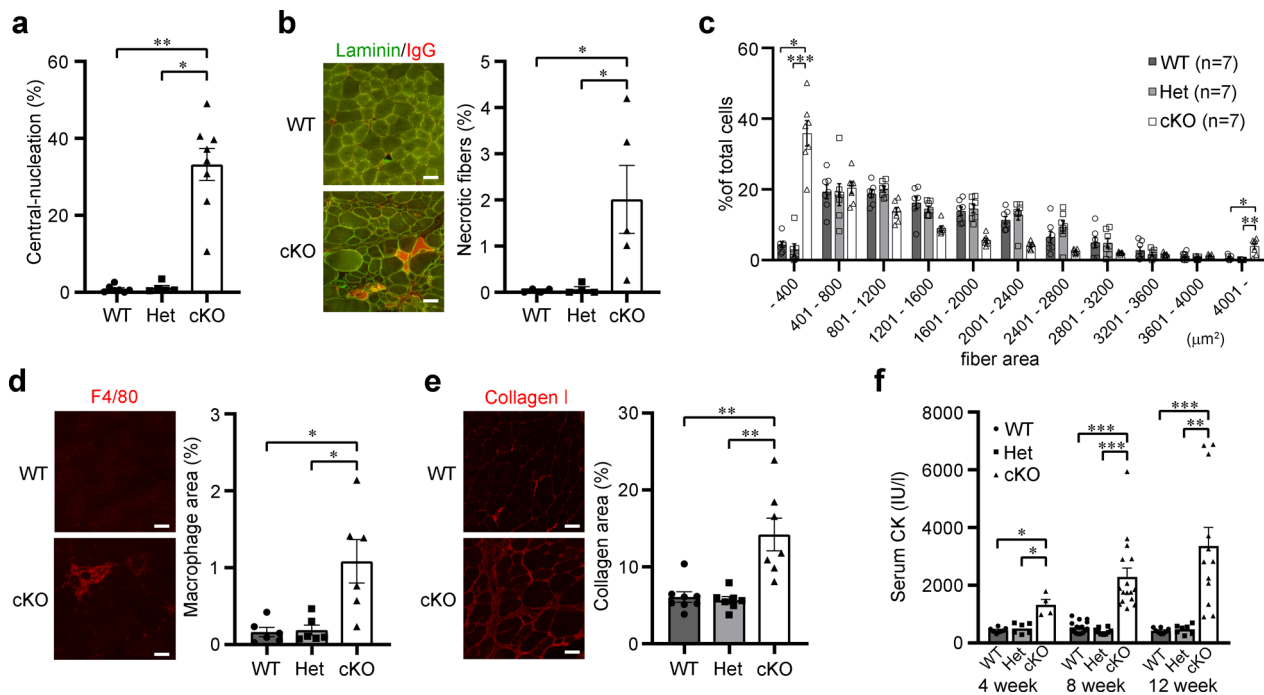 a
Central-nucleation (%)
60
40
20
0
**
*
WT Het cKO
b
Laminin/IgG
WT
cKO
Necrotic fibers (%)
5
4
3
2
1
0
*
*
WT Het cKO
c
%of total cells
60
40
20
0
*
***
*
**
WT (n=7)
Het (n=7)
cKO (n=7)
- 400
401 - 800
801 - 1200
1201 - 1600
1601 - 2000
2001 - 2400
2401 - 2800
2801 - 3200
3201 - 3600
3601 - 4000
4001 -
(μm²)
fiber area
d
F4/80
WT
cKO
Macrophage area (%)
3
2
1
0
*
*
WT Het cKO
e
Collagen I
WT
cKO
Collagen area (%)
30
20
10
0
**
**
WT Het cKO
f
Serum CK (IU/l)
8000
6000
4000
2000
0
WT
Het
cKO
*
*
***
***
***
**
WT Het cKO WT Het cKO WT Het cKO
4 week 8 week 12 week